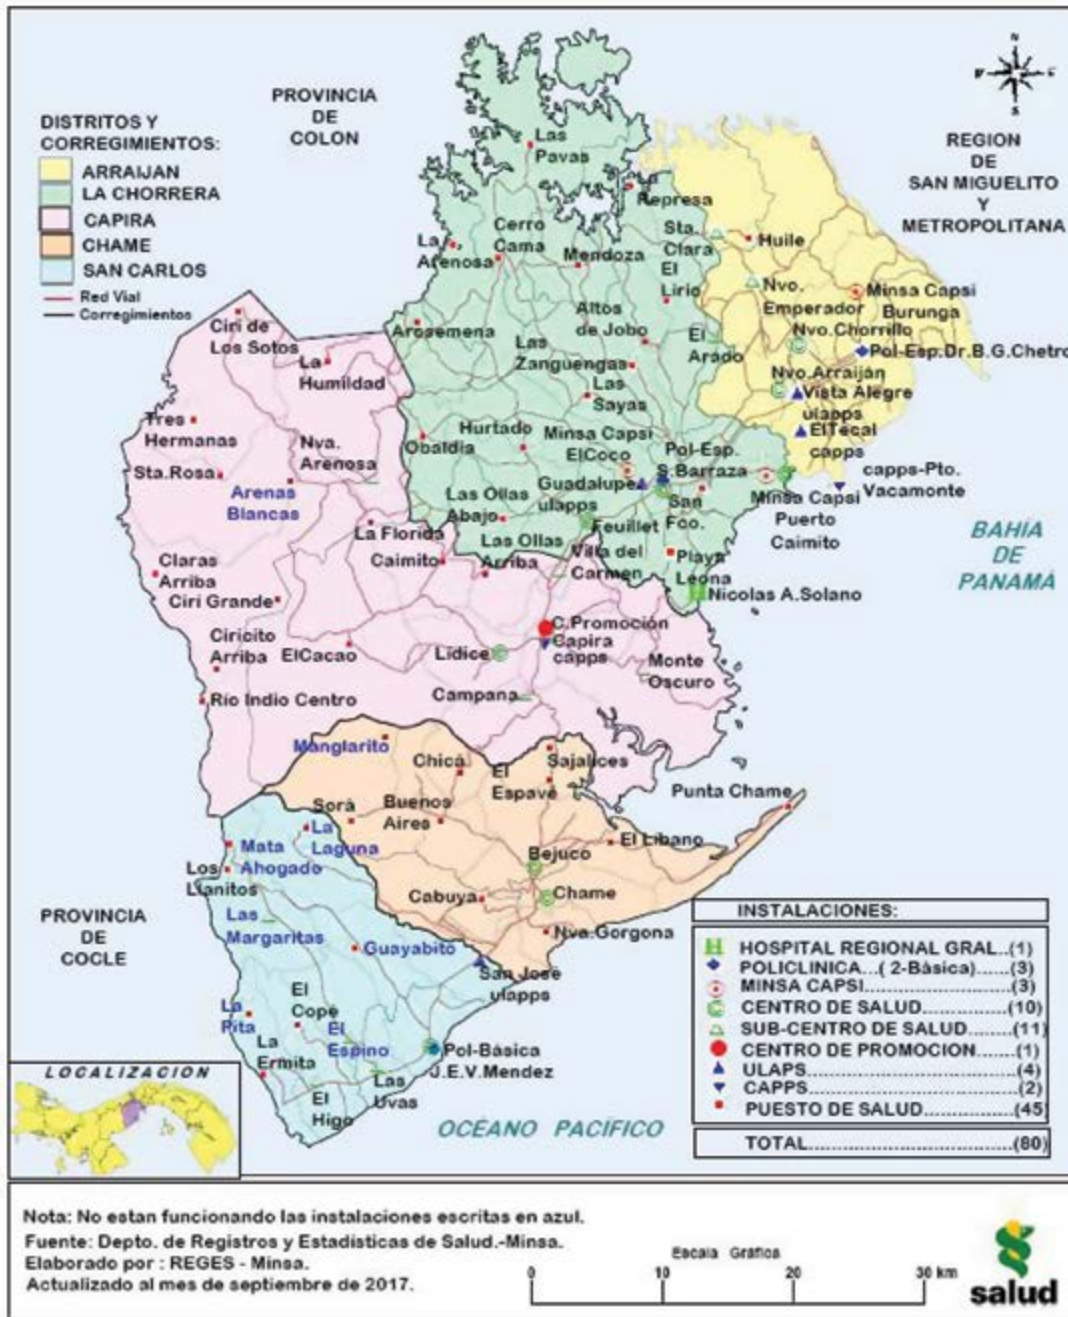 PROVINCIA
DE
COLON
N
S
REGION
DE
SAN MIGUELITO
Y
METROPOLITANA
DISTRITOS Y
CORREGIMIENTOS:
ARRAIJAN
LA CHORRERA
CAPIRA
CHAME
SAN CARLOS
Red Vial
Corregimientos
Las
Pavas
La
Represa
Cerro
Cama
La
Arenosa
Mendoza
Sta.
Clara
Huile
El
Lirio
Nvo.
Emperador
Minsa Capsi
Burunga
Altos
de Jobo
Nvo.Chorrillo
El
Arado
Pol-Esp.Dr.B.G.Chetro
Arosemena
Ciri de
Los Sotos
La
Humildad
Las
Zanguengas
Nvo.Arraiján
Vista Alegre
ulapps
Las
Sayas
ElTecal
capps
Tres
Hermanas
Nva.
Arenosa
Obaldia
Hurtado
Minsa Capsi
ElCoco
Pol-Esp.
S.Barraza
capps-Pto.
Vacamonte
Sta.Rosa
Arenas
Blancas
Guadalupe
ulapps
San
Fco.
Minsa Capsi
Puerto
Caimito
Las Ollas
Abajo
Feuillet
La Florida
Las Ollas
Arriba
Caimito
Villa del
Carmen
Playa
Leona
Nicolas A.Solano
BAHÍA
DE
PANAMÁ
Claras
Arriba
Ciri Grande
Ciricito
Arriba
ElCacao
Lídice
C.Promoción
Capira
capps
Monte
Oscuro
Río Indio Centro
Campana
Manglarito
Chicá
El
Espavé
Sajalices
Punta Chame
Sorá
Buenos
Aires
La
Laguna
El Libano
Mata
Ahogado
Los
Llanitos
Bejuco
Chame
Cabuya
PROVINCIA
DE
COCLE
Las
Margaritas
Guayabito
Nva.Gorgona
San José
ulapps
La
Pita
El
Copé
El
Espino
La
Ermita
Pol-Básica
J.E.V.Mendez
Las
Uvas
El
Higo
OCÉANO PACÍFICO
INSTALACIONES:
H HOSPITAL REGIONAL GRAL..(1)
POLICLINICA...( 2-Básica)......(3)
MINSA CAPSI......................(3)
CENTRO DE SALUD...............(10)
SUB-CENTRO DE SALUD.......(11)
CENTRO DE PROMOCION.......(1)
ULAPS..............................(4)
CAPPS..............................(2)
PUESTO DE SALUD...............(45)
TOTAL..............................(80)
LOCALIZACION
Nota: No estan funcionando las instalaciones escritas en azul.
Fuente: Depto. de Registros y Estadísticas de Salud.-Minsa.
Elaborado por : REGES - Minsa.
Actualizado al mes de septiembre de 2017.
Escala Gráfica
0 10 20 30 km
salud